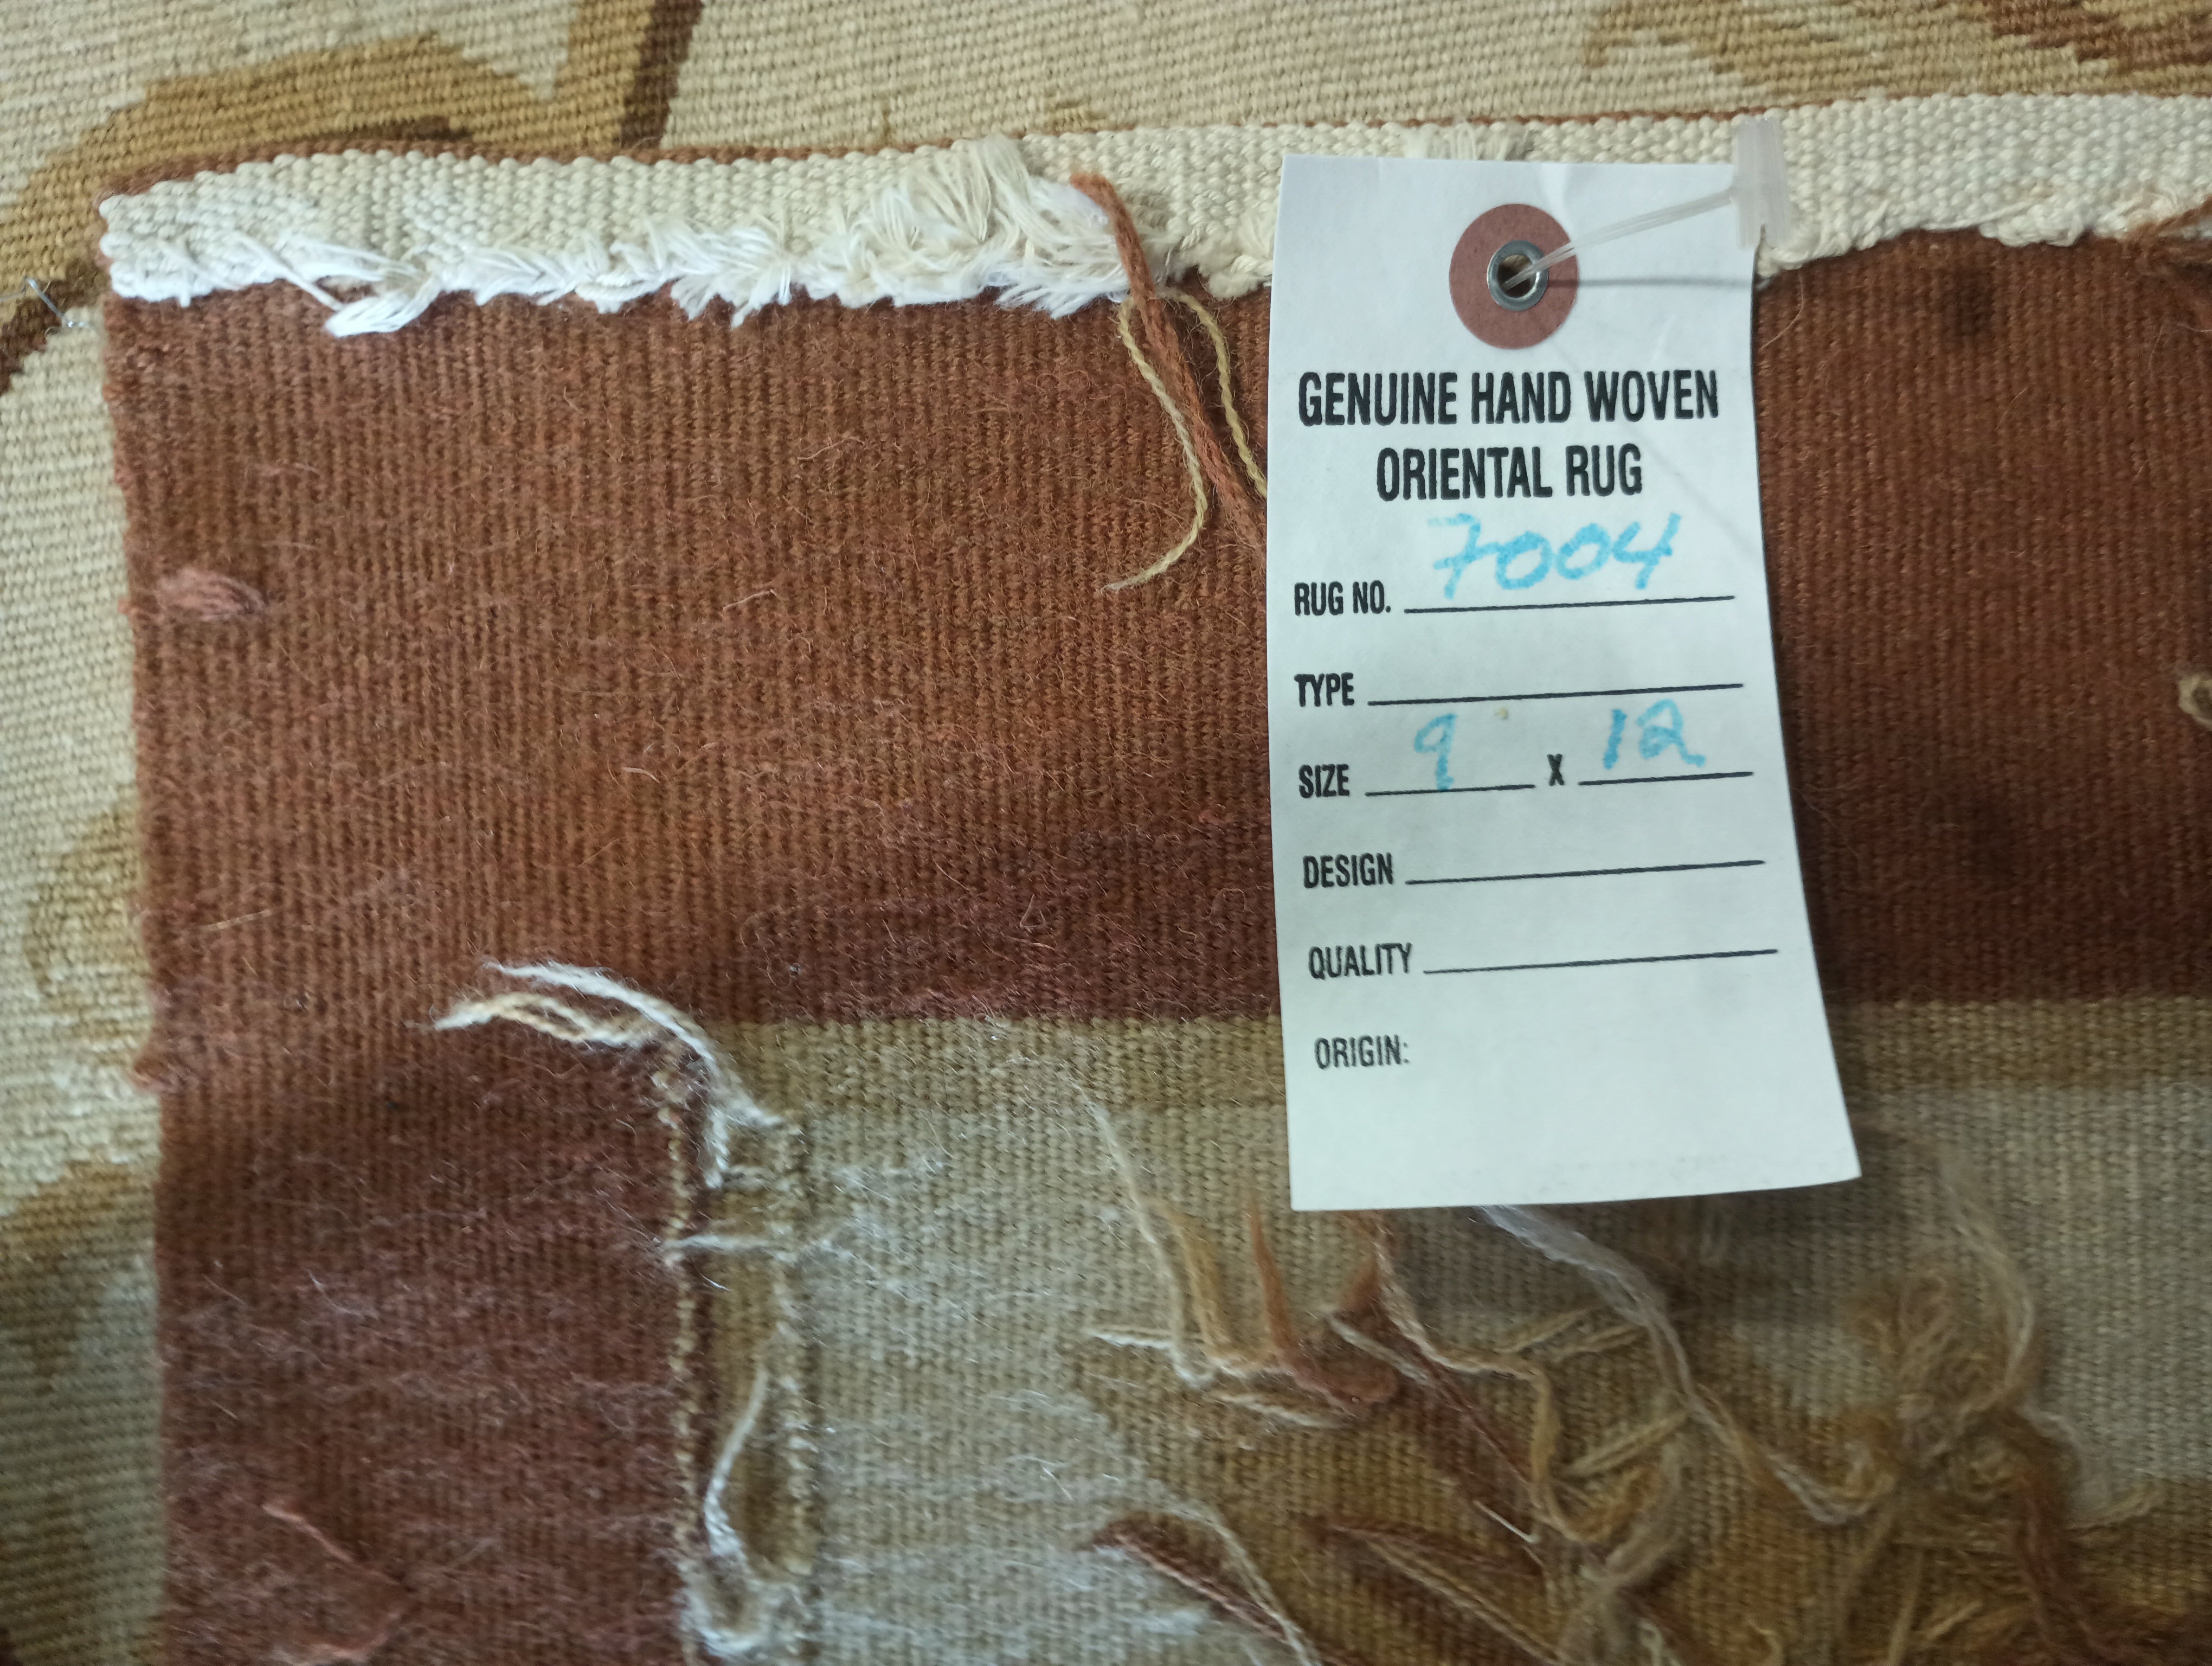 GENUINE HAND WOVEN
ORIENTAL RUG
RUG NO. 7004
TYPE
SIZE 9 X 12
DESIGN
QUALITY
ORIGIN: